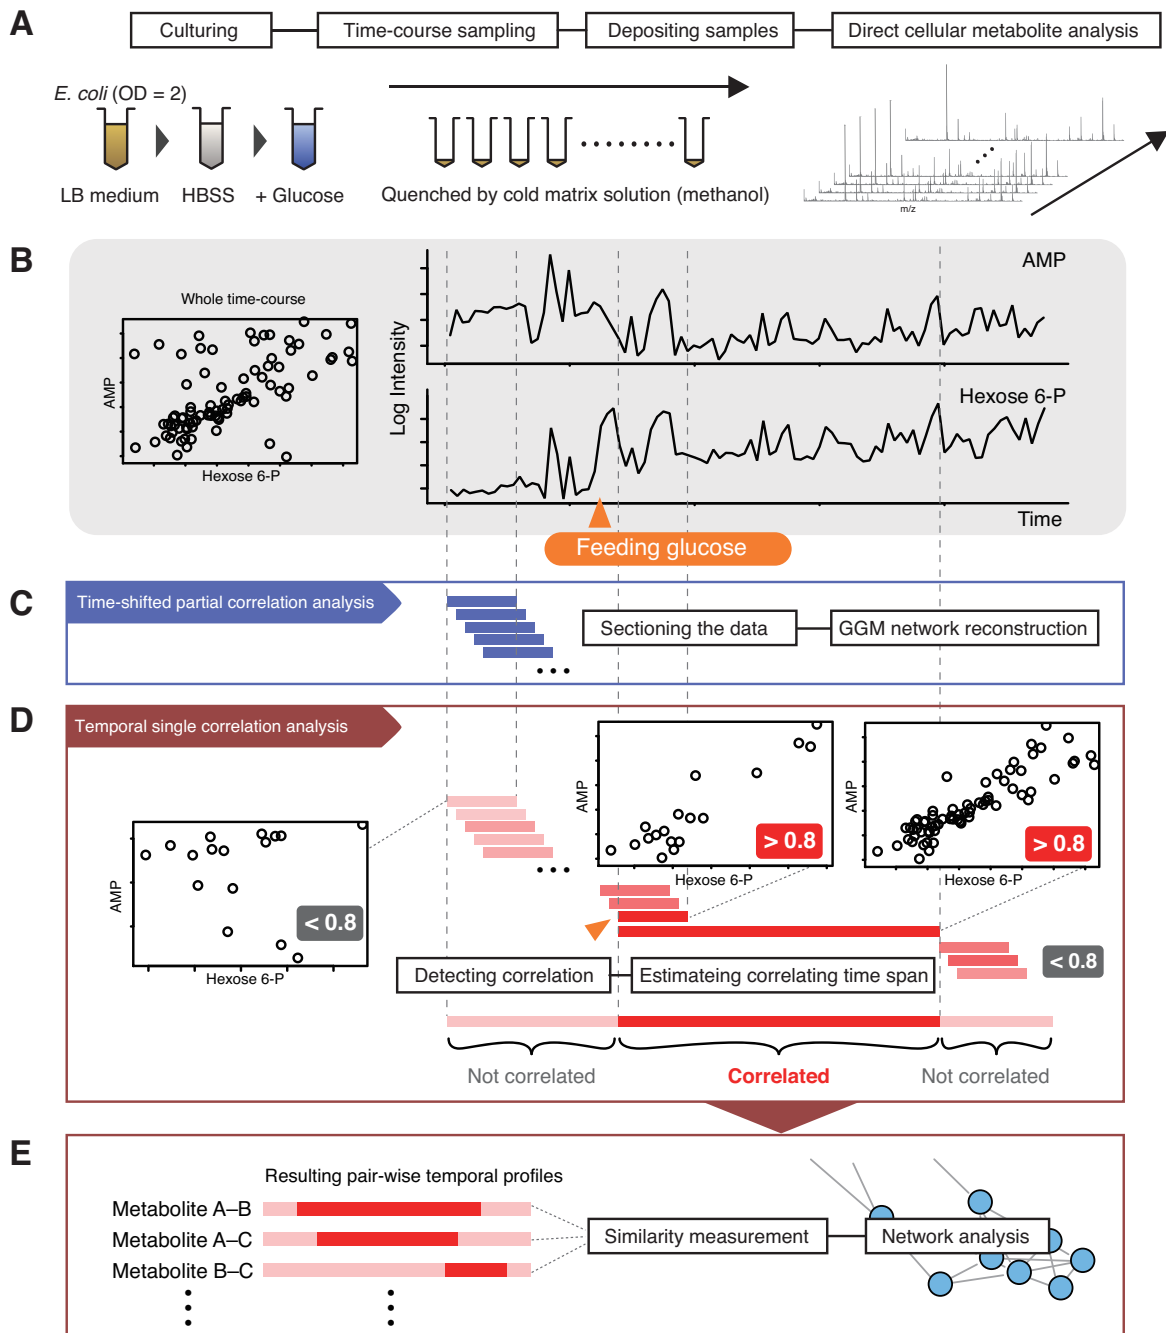 A
Culturing
Time-course sampling
Depositing samples
Direct cellular metabolite analysis
E. coli (OD = 2)
LB medium
HBSS
+ Glucose
Quenched by cold matrix solution (methanol)
m/z
B
Whole time-course
AMP
Hexose 6-P
Log Intensity
AMP
Hexose 6-P
Time
Feeding glucose
C
Time-shifted partial correlation analysis
Sectioning the data
GGM network reconstruction
D
Temporal single correlation analysis
AMP
Hexose 6-P
< 0.8
AMP
Hexose 6-P
> 0.8
AMP
Hexose 6-P
> 0.8
< 0.8
Detecting correlation
Estimateing correlating time span
Not correlated
Correlated
Not correlated
E
Resulting pair-wise temporal profiles
Metabolite A–B
Metabolite A–C
Metabolite B–C
Similarity measurement
Network analysis